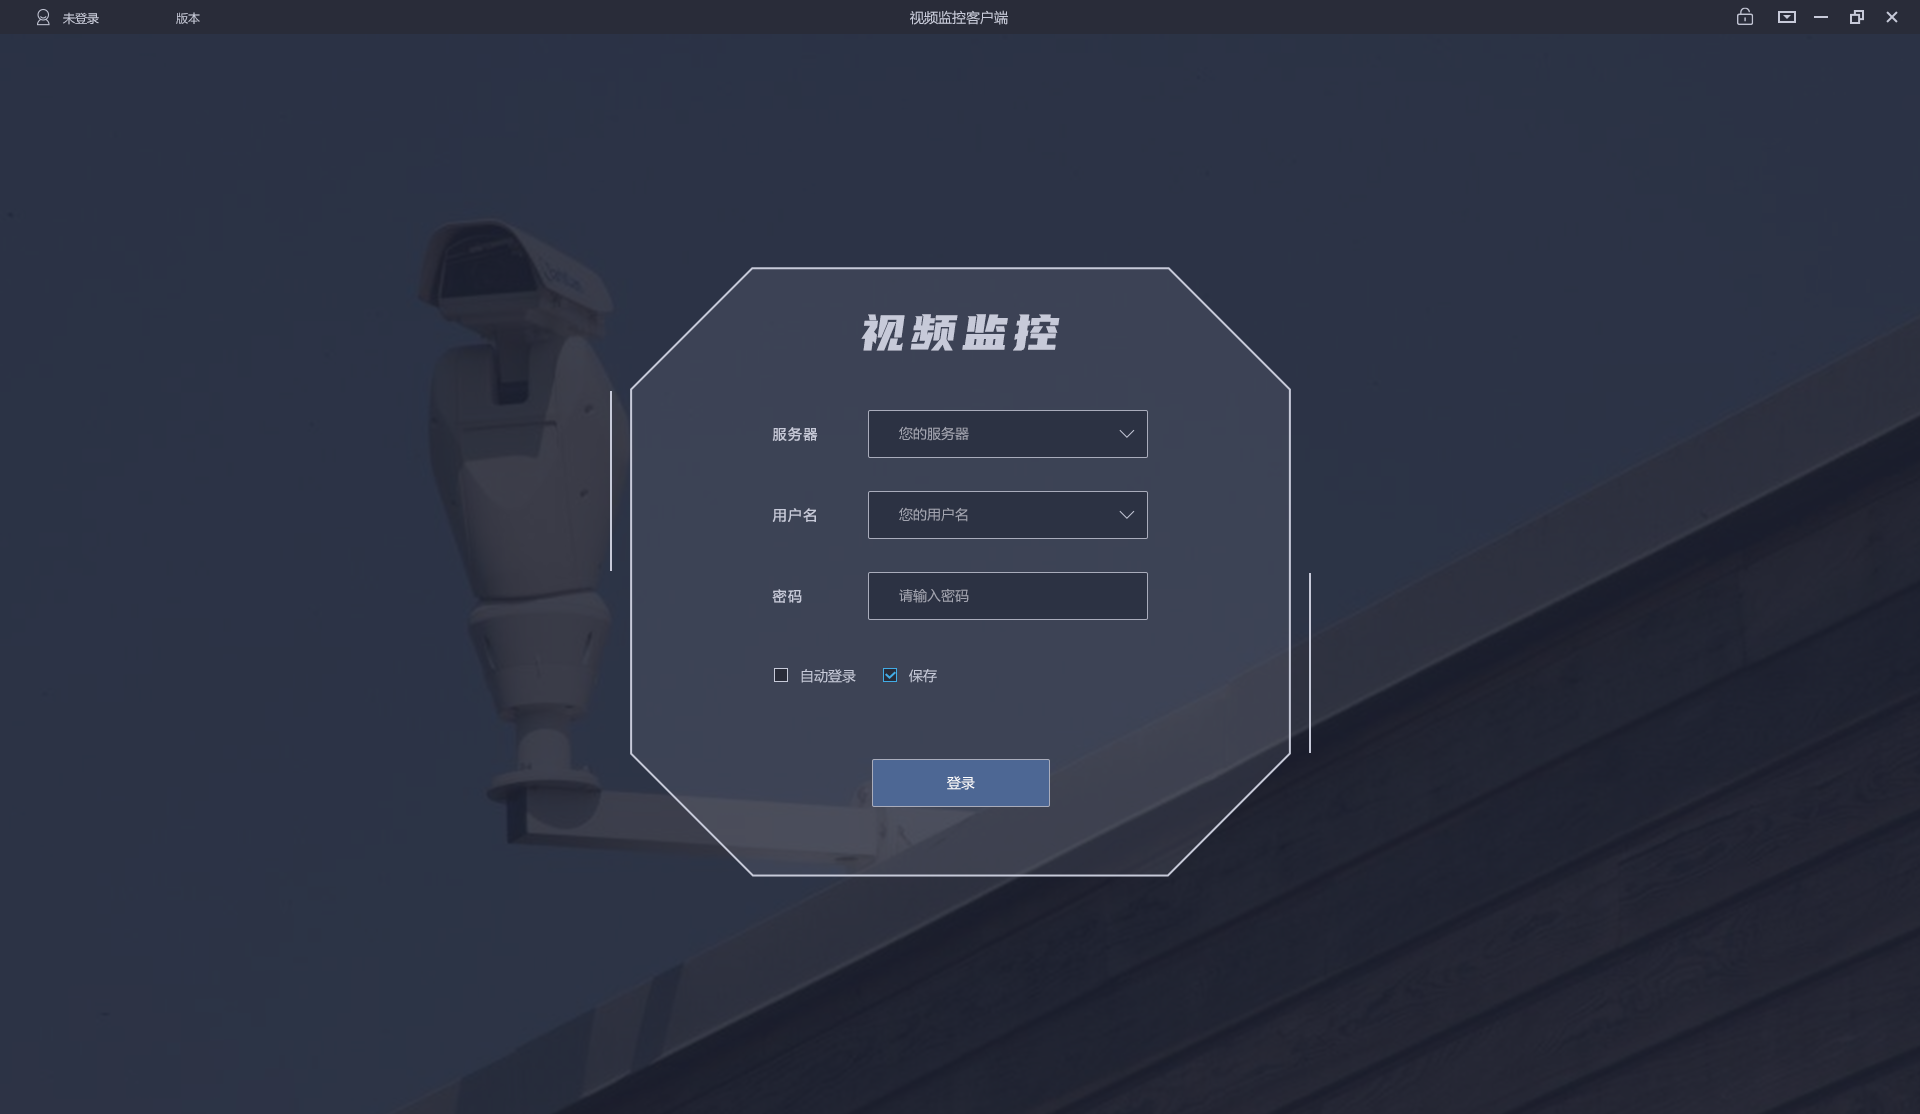 未登录 版本 视频监控客户端
视频监控
服务器 您的服务器
用户名 您的用户名
密码 请输入密码
自动登录 保存
登录